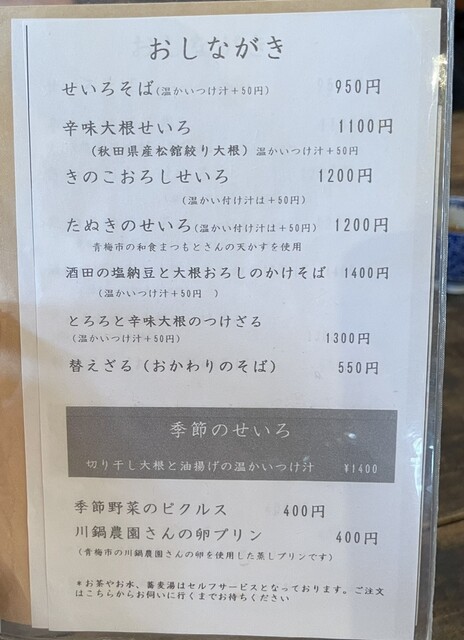 おしながき
せいろそば(温かいつけ汁+50円) 950円
辛味大根せいろ 1100円
(秋田県産松館絞り大根) 温かいつけ汁+50円
きのこおろしせいろ 1200円
(温かい付け汁は+50円)
たぬきのせいろ(温かい付け汁は+50円) 1200円
青梅市の和食まつもとさんの天かすを使用
酒田の塩納豆と大根おろしのかけそば 1400円
(温かいつけ汁+50円 )
とろろと辛味大根のつけざる
(温かいつけ汁+50円) 1300円
替えざる(おかわりのそば) 550円
季節のせいろ
切り干し大根と油揚げの温かいつけ汁 ¥1400
季節野菜のピクルス 400円
川鍋農園さんの卵プリン 400円
(青梅市の川鍋農園さんの卵を使用した蒸しプリンです)
*お茶やお水、蕎麦湯はセルフサービスとなっております。ご注文
はこちらからお伺いに行くまでお待ちください